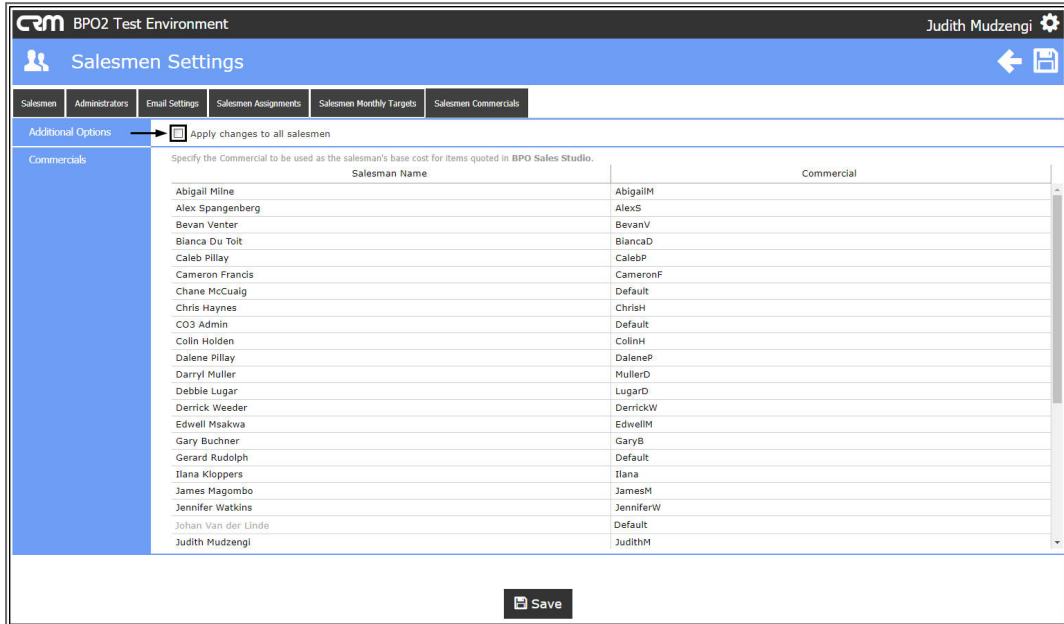 CRM BPO2 Test Environment
Judith Mudzengi
Salesmen Settings
Salesmen Administrators Email Settings Salesmen Assignments Salesmen Monthly Targets Salesmen Commercials
Additional Options
Apply changes to all salesmen
Commercials
Specify the Commercial to be used as the salesman's base cost for items quoted in BPO Sales Studio.
Salesman Name Commercial
Abigail Milne AbigailM
Alex Spangenberg AlexS
Bevan Venter BevanV
Bianca Du Toit BiancaD
Caleb Pillay CalebP
Cameron Francis CameronF
Chane McCuaig Default
Chris Haynes ChrisH
CO3 Admin Default
Colin Holden ColinH
Dalene Pillay DaleneP
Darryl Muller MullerD
Debbie Lugar LugarD
Derrick Weeder DerrickW
Edwell Msakwa EdwellM
Gary Buchner GaryB
Gerard Rudolph Default
Ilana Kloppers Ilana
James Magombo JamesM
Jennifer Watkins JenniferW
Johan Van der Linde Default
Judith Mudzengi JudithM
Save